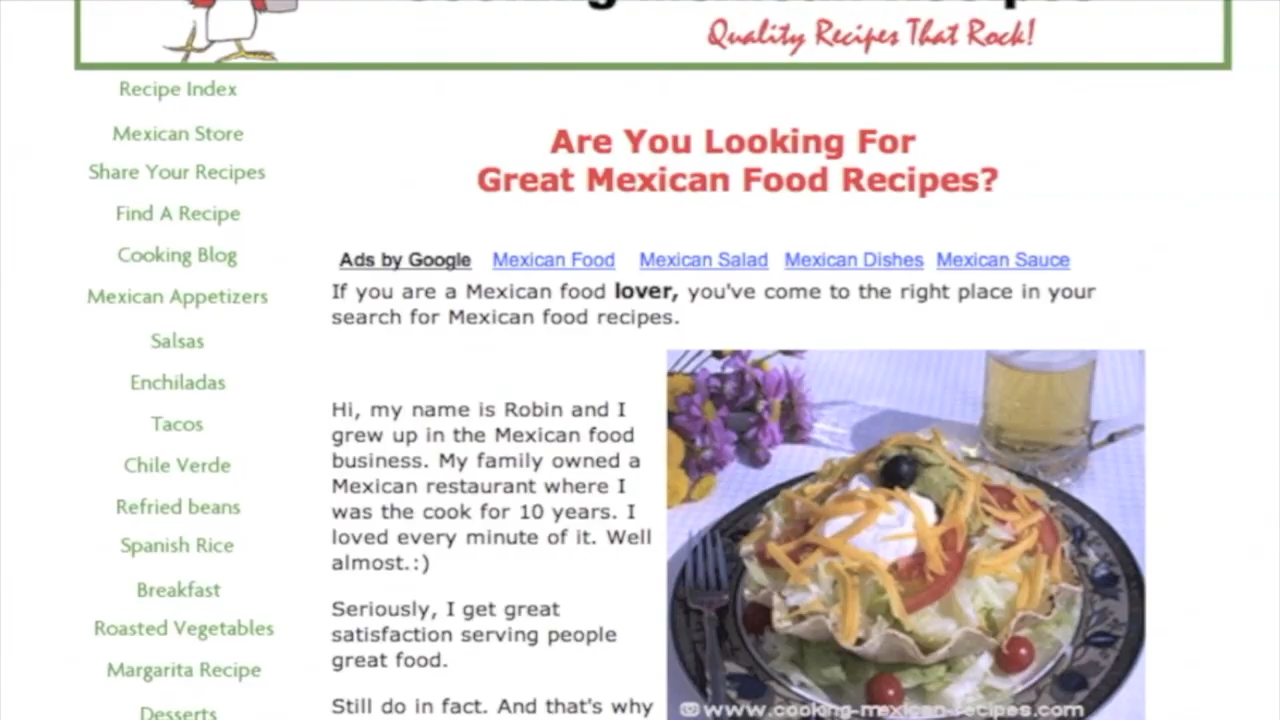 Cooking Mexican Recipes
Quality Recipes That Rock!
Recipe Index
Mexican Store
Share Your Recipes
Find A Recipe
Cooking Blog
Mexican Appetizers
Salsas
Enchiladas
Tacos
Chile Verde
Refried beans
Spanish Rice
Breakfast
Roasted Vegetables
Margarita Recipe
Desserts
Are You Looking For
Great Mexican Food Recipes?
Ads by Google Mexican Food Mexican Salad Mexican Dishes Mexican Sauce
If you are a Mexican food lover, you've come to the right place in your
search for Mexican food recipes.
Hi, my name is Robin and I
grew up in the Mexican food
business. My family owned a
Mexican restaurant where I
was the cook for 10 years. I
loved every minute of it. Well
almost.:)
Seriously, I get great
satisfaction serving people
great food.
Still do in fact. And that's why
© www.cooking-mexican-recipes.com